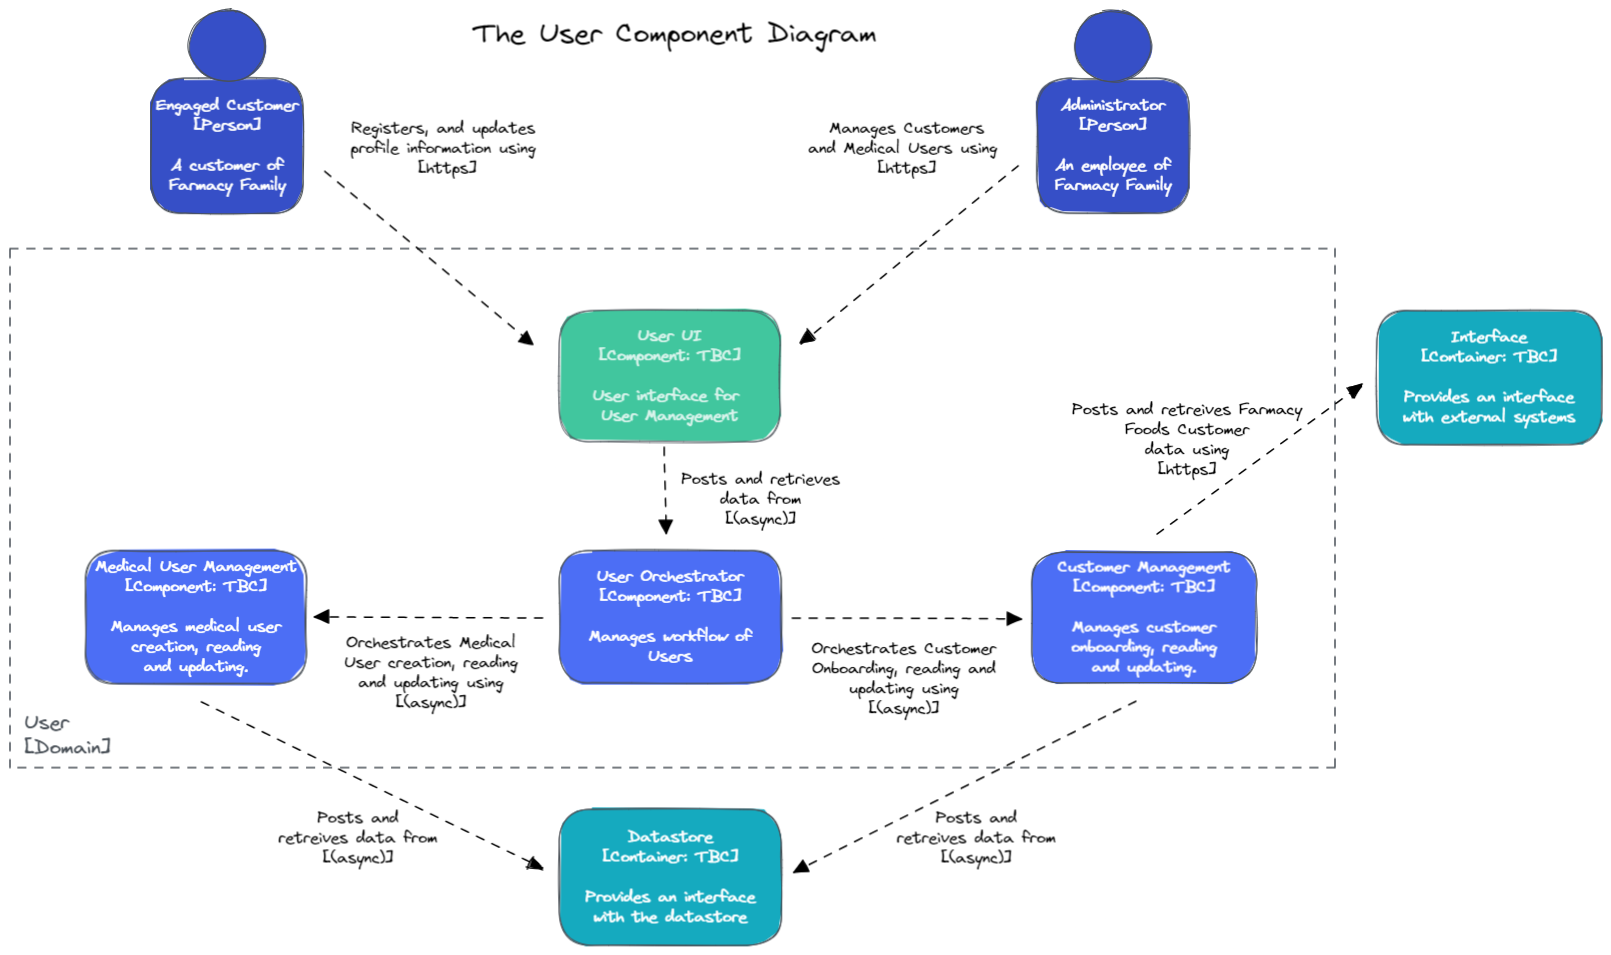 The User Component Diagram
Engaged Customer
[Person]
A customer of
Farmacy Family
Registers, and updates
profile information using
[https]
Manages Customers
and Medical Users using
[https]
Administrator
[Person]
An employee of
Farmacy Family
User UI
[Component: TBC]
User interface for
User Management
Interface
[Container: TBC]
Provides an interface
with external systems
Posts and retreives Farmacy
Foods Customer
data using
[https]
Posts and retrieves
data from
[(async)]
Medical User Management
[Component: TBC]
Manages medical user
creation, reading
and updating.
Orchestrates Medical
User creation, reading
and updating using
[(async)]
User Orchestrator
[Component: TBC]
Manages workflow of
Users
Orchestrates Customer
Onboarding, reading and
updating using
[(async)]
Customer Management
[Component: TBC]
Manages customer
onboarding, reading
and updating.
User
[Domain]
Posts and
retreives data from
[(async)]
Datastore
[Container: TBC]
Provides an interface
with the datastore
Posts and
retreives data from
[(async)]